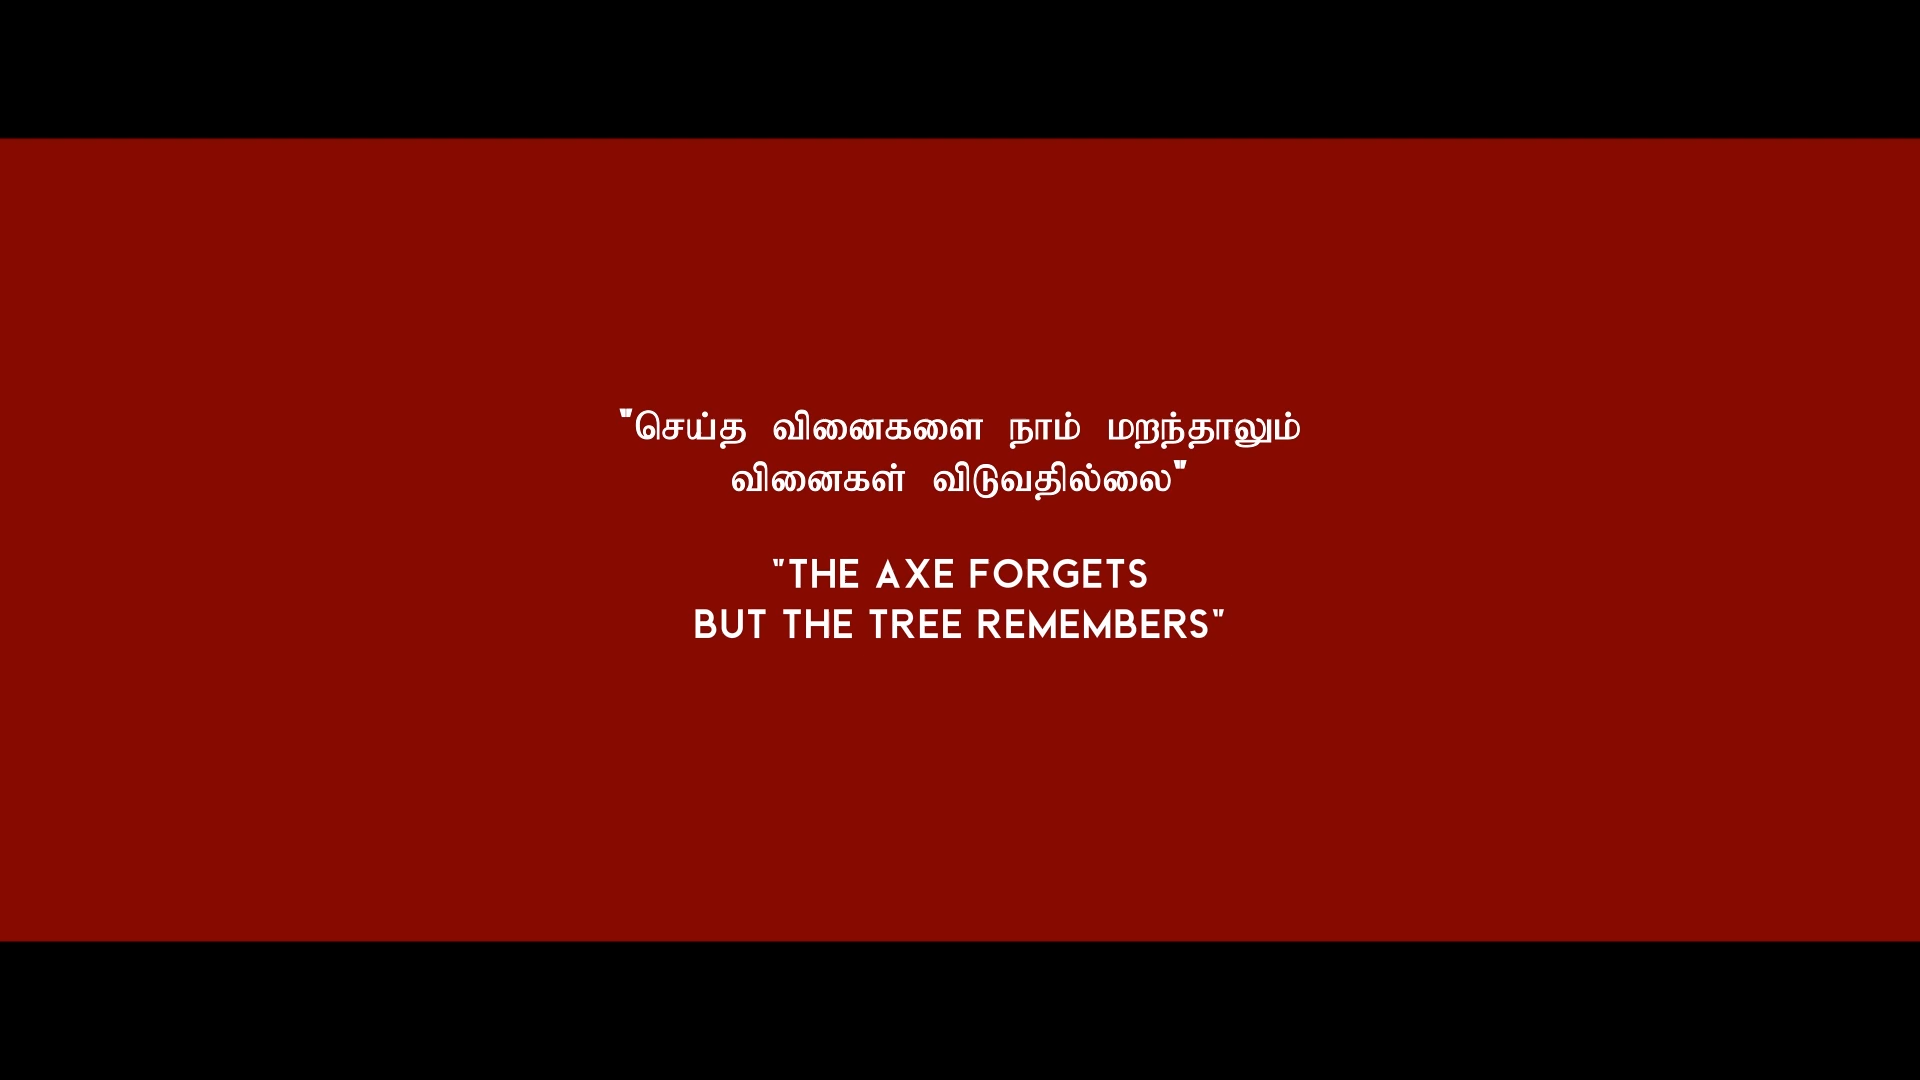 "செய்த வினைகளை நாம் மறந்தாலும்
வினைகள் விடுவதில்லை"
"THE AXE FORGETS
BUT THE TREE REMEMBERS"